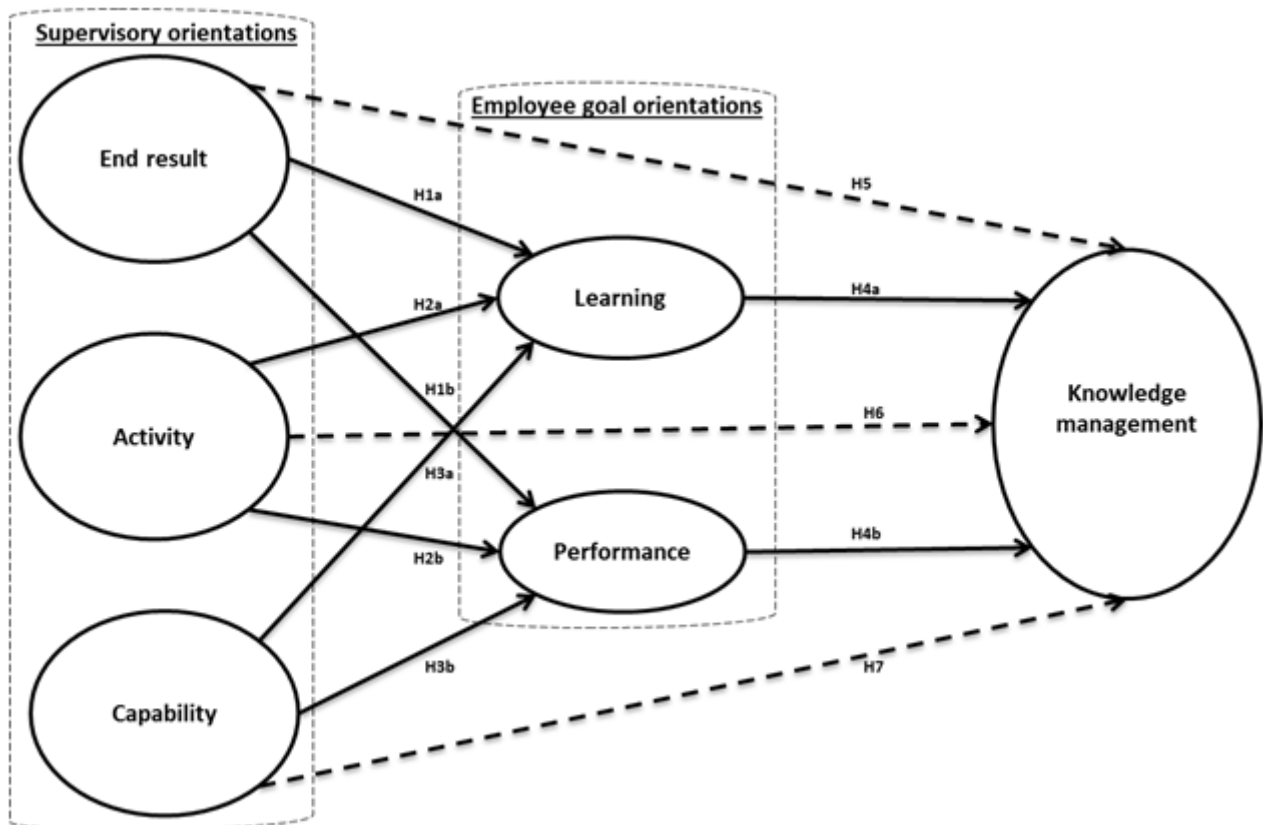 Supervisory orientations
End result
Employee goal orientations
H5
H1a
Learning
H4a
H2a
H1b
Knowledge
management
H6
Activity
H3a
H2b
Performance
H4b
H3b
H7
Capability